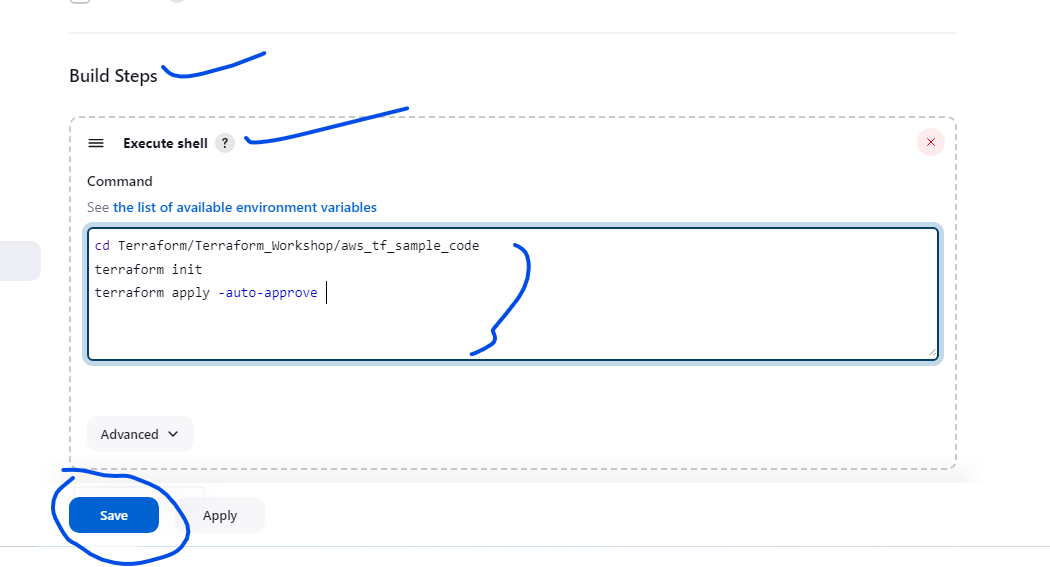 Build Steps
Execute shell ?
Command
See the list of available environment variables
cd Terraform/Terraform_Workshop/aws_tf_sample_code
terraform init
terraform apply -auto-approve
Advanced
Save
Apply